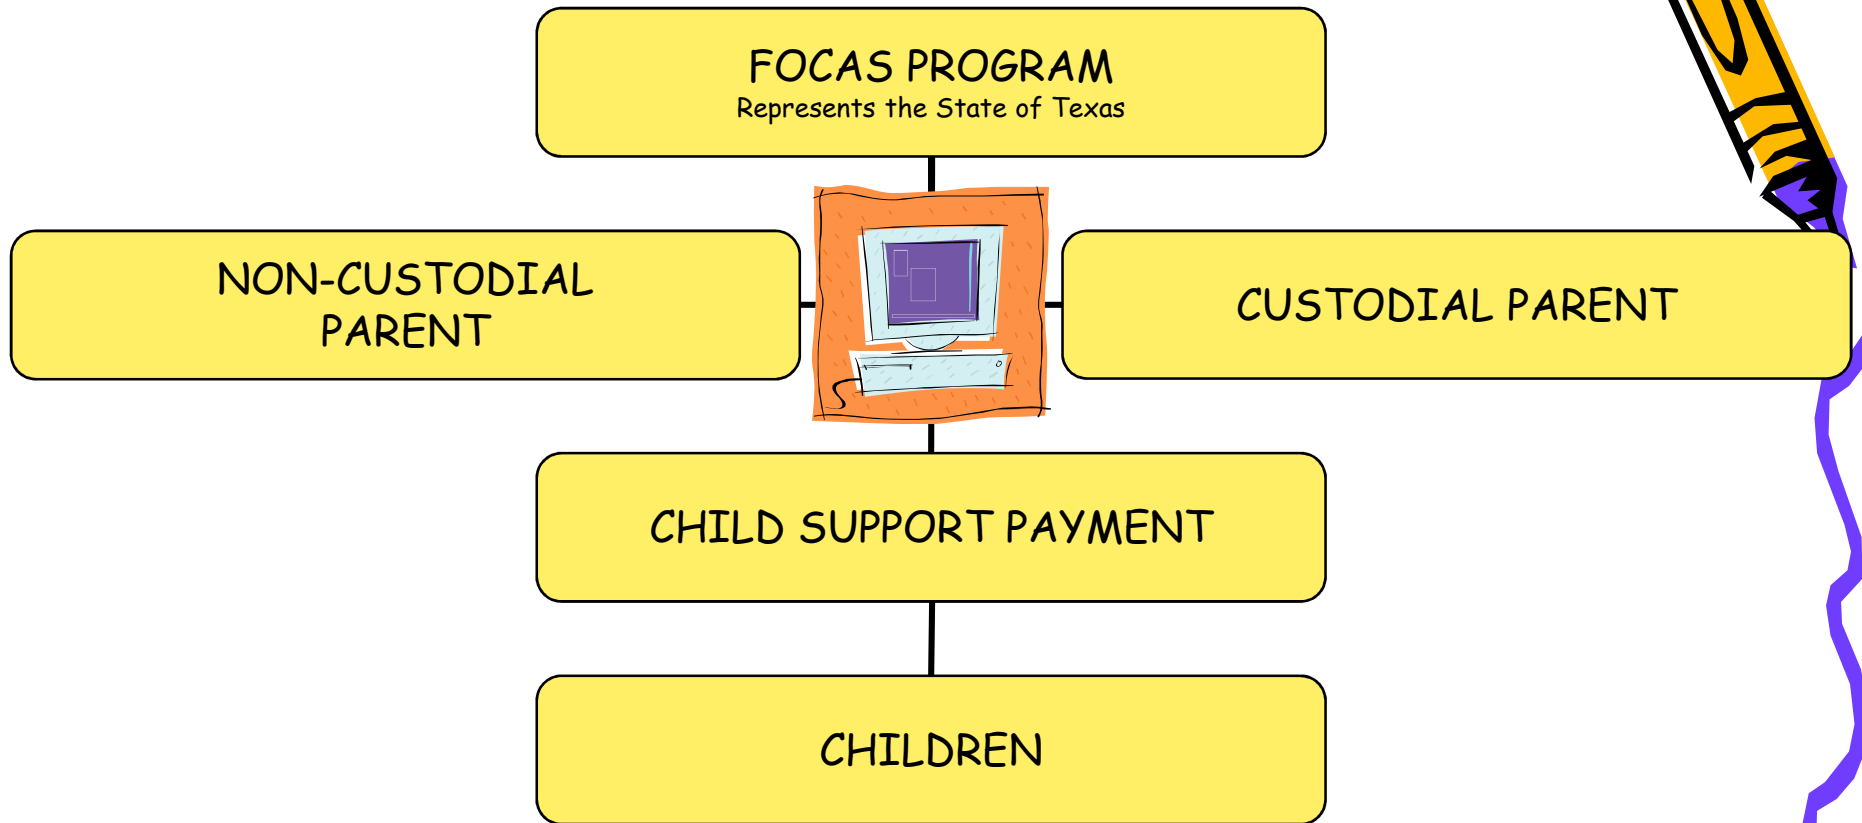 FOCAS PROGRAM
Represents the State of Texas
NON-CUSTODIAL
PARENT
CUSTODIAL PARENT
CHILD SUPPORT PAYMENT
CHILDREN